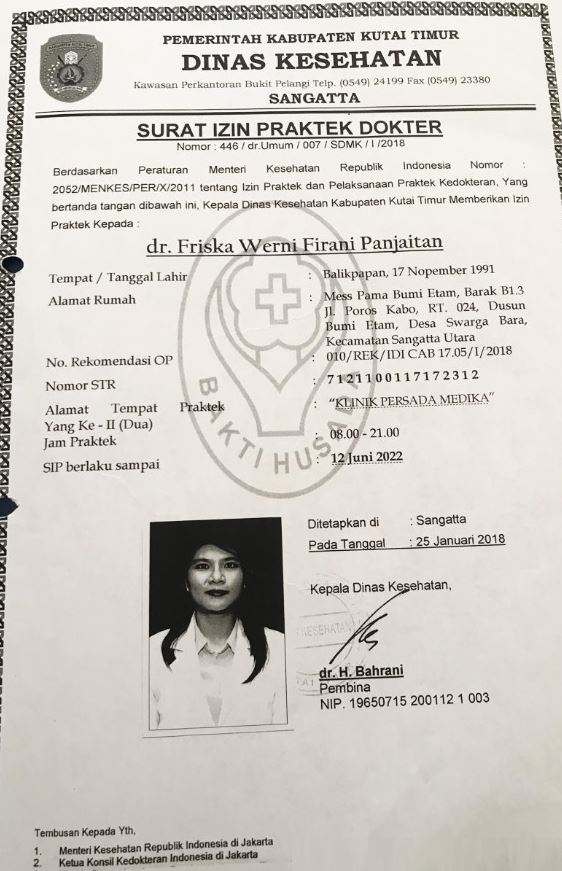 PEMERINTAH KABUPATEN KUTAI TIMUR
DINAS KESEHATAN
Kawasan Perkantoran Bukit Pelangi Telp. (0549) 24199 Fax (0549) 23380
SANGATTA
SURAT IZIN PRAKTEK DOKTER
Nomor : 446 / dr.Umum / 007 / SDMK / I /2018
Berdasarkan Peraturan Menteri Kesehatan Republik Indonesia Nomor :
2052/MENKES/PER/X/2011 tentang Izin Praktek dan Pelaksanaan Praktek Kedokteran, Yang
bertanda tangan dibawah ini, Kepala Dinas Kesehatan Kabupaten Kutai Timur Memberikan Izin
Praktek Kepada :
dr. Friska Werni Firani Panjaitan
Tempat / Tanggal Lahir : Balikpapan, 17 Nopember 1991
Alamat Rumah : Mess Pama Bumi Etam, Barak B1.3
Jl. Poros Kabo, RT. 024, Dusun
Bumi Etam, Desa Swarga Bara,
Kecamatan Sangatta Utara
No. Rekomendasi OP : 010/REK/IDI CAB 17.05/I/2018
Nomor STR : 7121100117172312
Alamat Tempat Praktek : "KLINIK PERSADA MEDIKA"
Yang Ke - II (Dua)
Jam Praktek : 08.00 - 21.00
SIP berlaku sampai : 12 Juni 2022
BAKTI HUSADA
Ditetapkan di : Sangatta
Pada Tanggal : 25 Januari 2018
Kepala Dinas Kesehatan,
KESEHATAN
dr. H. Bahrani
Pembina
NIP. 19650715 200112 1 003
Tembusan Kepada Yth,
1. Menteri Kesehatan Republik Indonesia di Jakarta
2. Ketua Konsil Kedokteran Indonesia di Jakarta